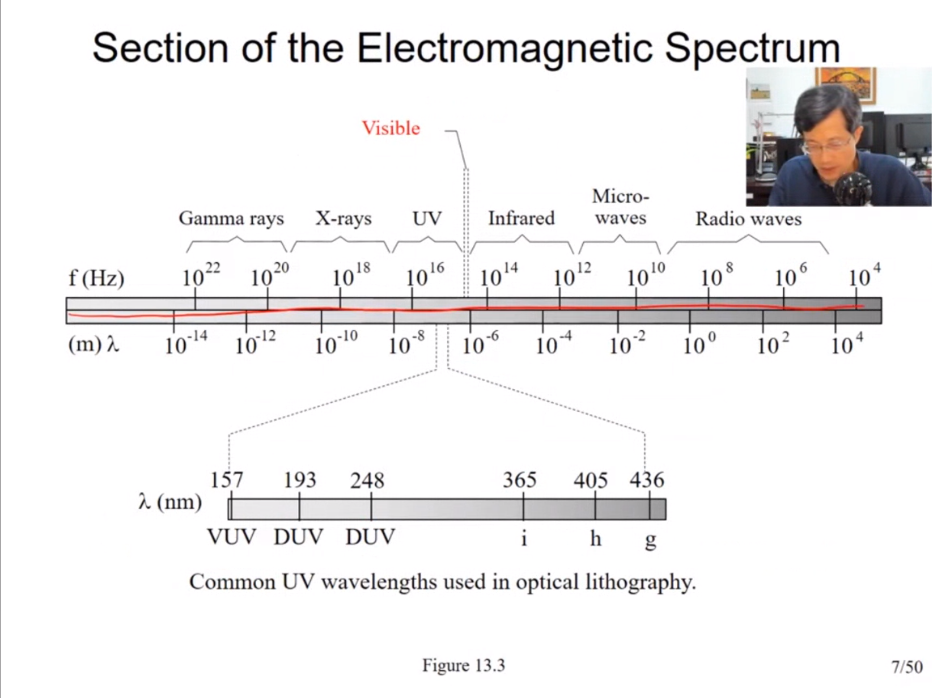 Section of the Electromagnetic Spectrum
Visible
Micro-
Gamma rays X-rays UV Infrared waves Radio waves
f (Hz) 10^22 10^20 10^18 10^16 10^14 10^12 10^10 10^8 10^6 10^4
(m) λ 10^-14 10^-12 10^-10 10^-8 10^-6 10^-4 10^-2 10^0 10^2 10^4
157 193 248 365 405 436
λ (nm)
VUV DUV DUV i h g
Common UV wavelengths used in optical lithography.
Figure 13.3
7/50